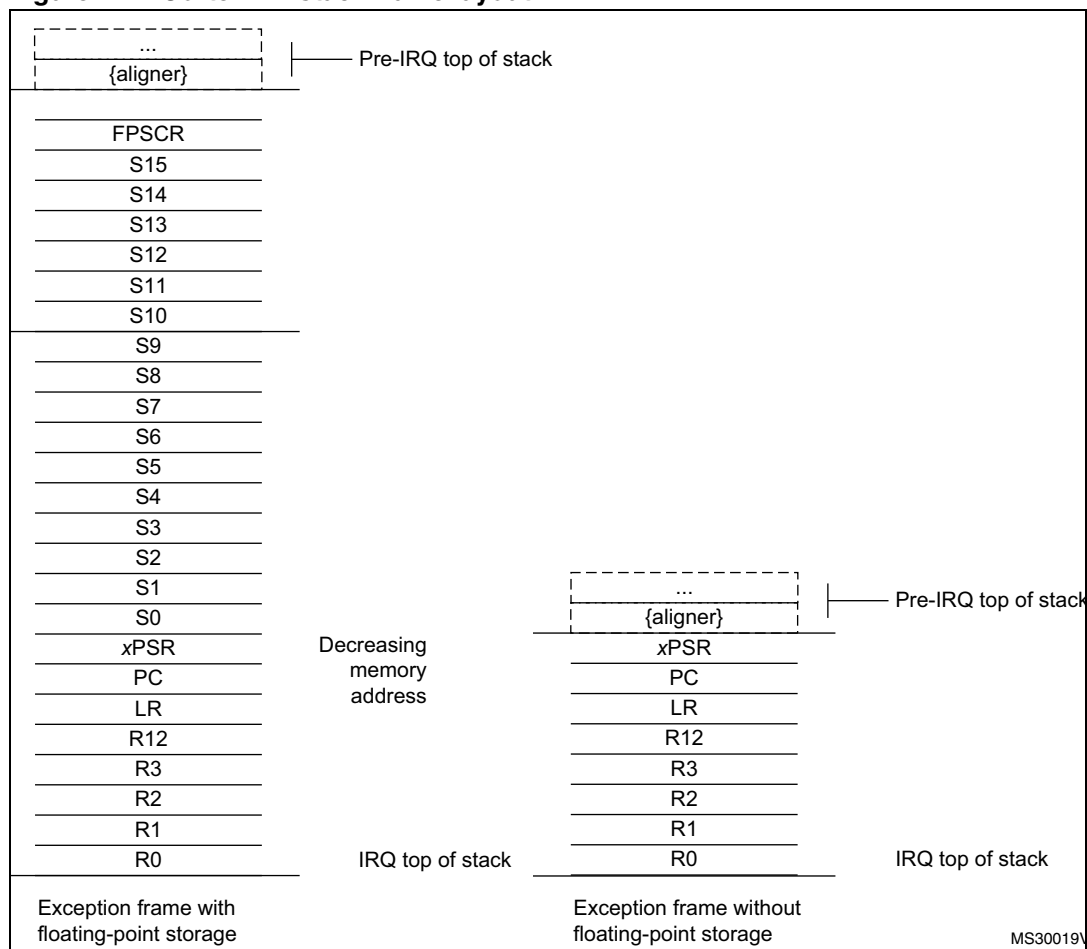 ...
{aligner}
Pre-IRQ top of stack
FPSCR
S15
S14
S13
S12
S11
S10
S9
S8
S7
S6
S5
S4
S3
S2
S1
S0
xPSR
PC
LR
R12
R3
R2
R1
R0
Decreasing
memory
address
IRQ top of stack
Exception frame with
floating-point storage
...
{aligner}
Pre-IRQ top of stack
xPSR
PC
LR
R12
R3
R2
R1
R0
IRQ top of stack
Exception frame without
floating-point storage
MS30019V